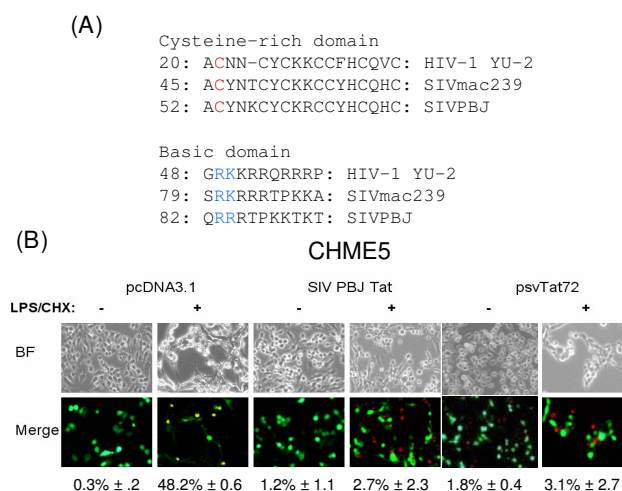 (A)
Cysteine-rich domain
20: ACNN-CYCKKCCFHCQVC: HIV-1 YU-2
45: ACYNTCYCKKCCYHCQHC: SIVmac239
52: ACYNKCYCKRCCYHCQHC: SIVPBJ
Basic domain
48: GRKKRRQRRRP: HIV-1 YU-2
79: SRKRRRTPKKA: SIVmac239
82: QRRRTPKKTKT: SIVPBJ
(B)
CHME5
pcDNA3.1 SIV PBJ Tat psvTat72
LPS/CHX: - + - + - +
BF
Merge
0.3% ± .2 48.2% ± 0.6 1.2% ± 1.1 2.7% ± 2.3 1.8% ± 0.4 3.1% ± 2.7